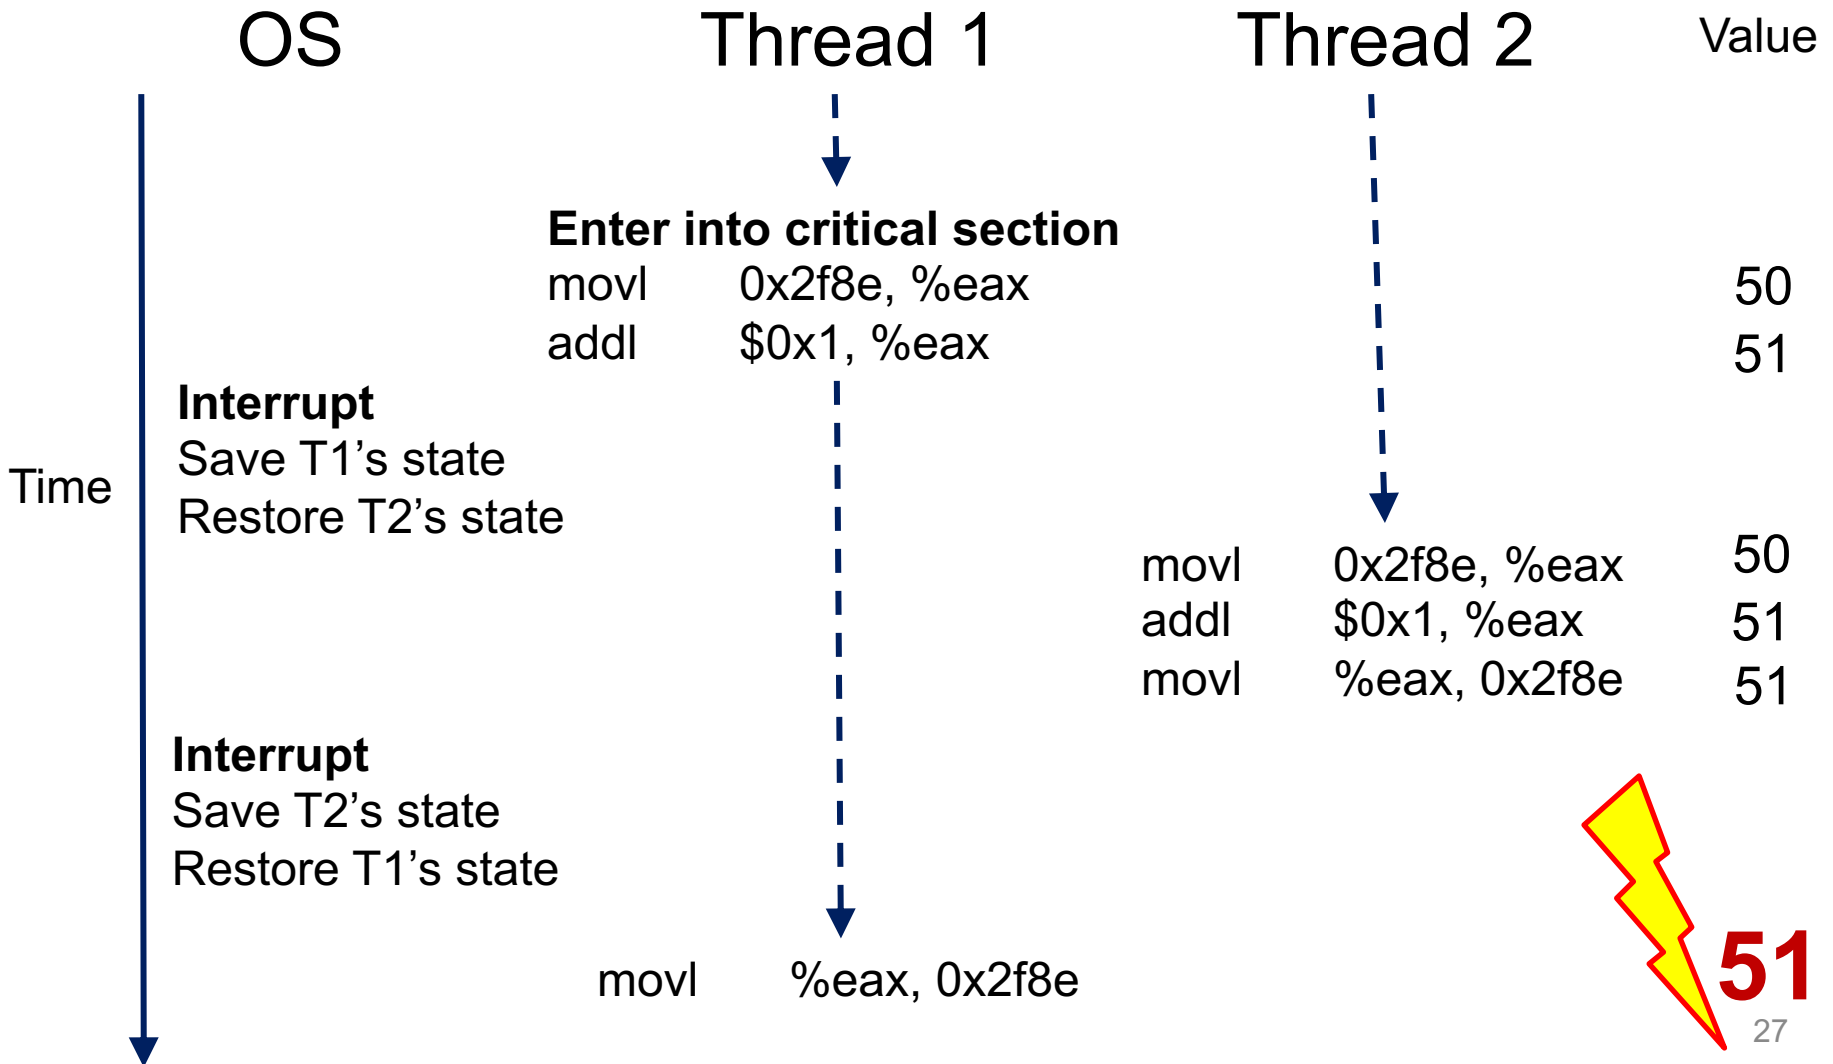 OS Thread 1 Thread 2 Value
Enter into critical section
movl 0x2f8e, %eax 50
addl $0x1, %eax 51
Interrupt
Save T1’s state
Time
Restore T2’s state
movl 0x2f8e, %eax 50
addl $0x1, %eax 51
movl %eax, 0x2f8e 51
Interrupt
Save T2’s state
Restore T1’s state
movl %eax, 0x2f8e 51
27